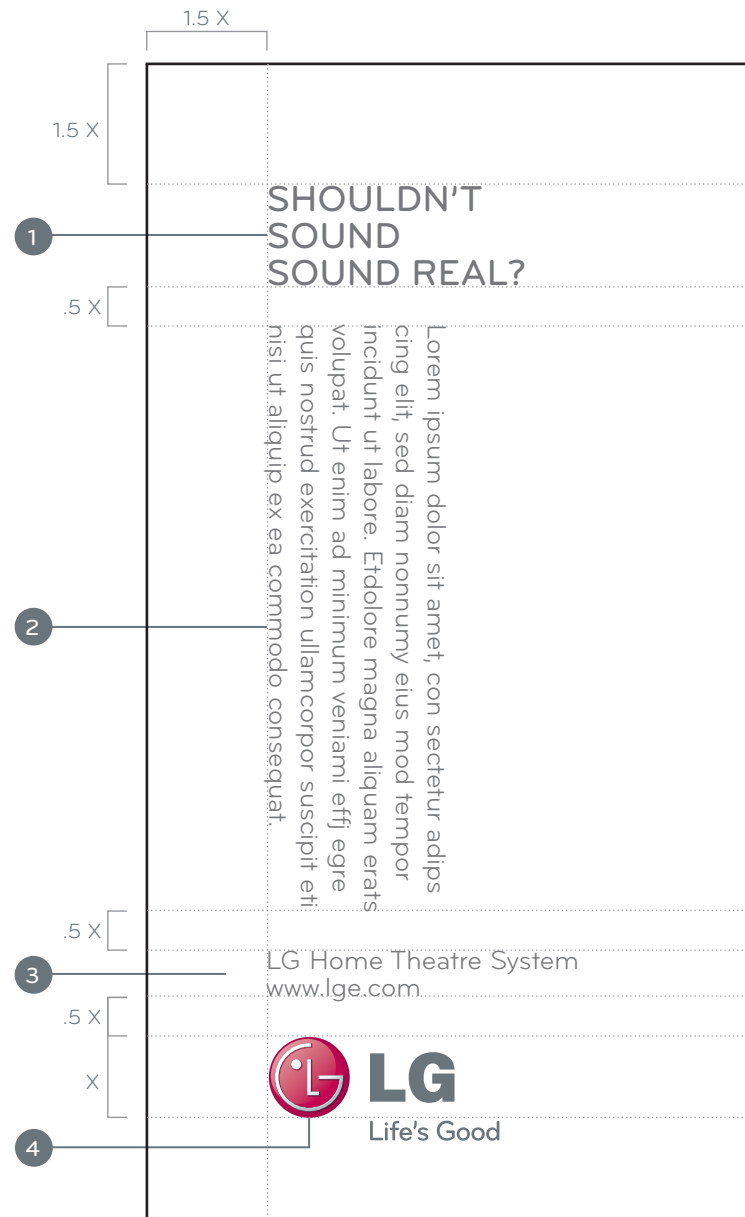 1.5 X
1.5 X
SHOULDN'T
1
SOUND
SOUND REAL?
.5 X
Lorem ipsum dolor sit amet, con sectetur adips
cing elit, sed diam nonnumy eius mod tempor
incidunt ut labore. Etdolore magna aliquam erats
volupat. Ut enim ad minimum veniami effj egre
quis nostrud exercitation ullamcorpor suscipit eti
nisi ut aliquip ex ea commodo consequat.
2
.5 X
LG Home Theatre System
3
www.lge.com
.5 X
X
LG
LG
Life's Good
4